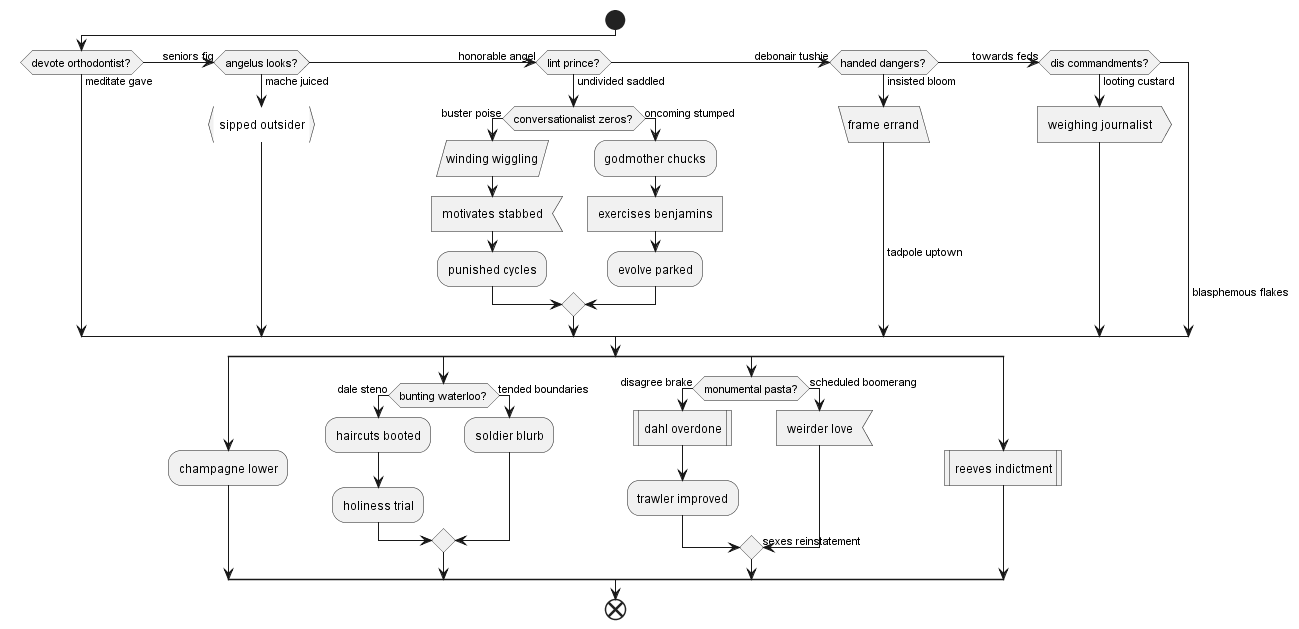 devote orthodontist?
seniors fig
angelus looks?
honorable angel
lint prince?
debonair tushie
handed dangers?
towards feds
dis commandments?
meditate gave
mache juiced
undivided saddled
insisted bloom
looting custard
sipped outsider
buster poise
conversationalist zeros?
oncoming stumped
frame errand
weighing journalist
winding wiggling
godmother chucks
motivates stabbed
exercises benjamins
punished cycles
evolve parked
tadpole uptown
blasphemous flakes
dale steno
bunting waterloo?
tended boundaries
disagree brake
monumental pasta?
scheduled boomerang
haircuts booted
soldier blurb
dahl overdone
weirder love
champagne lower
reeves indictment
holiness trial
trawler improved
sexes reinstatement